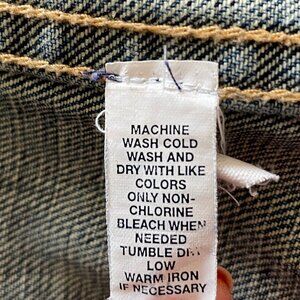 MACHINE
WASH COLD
WASH AND
DRY WITH LIKE
COLORS
ONLY NON-
CHLORINE
BLEACH WHEN
NEEDED
TUMBLE DRY
LOW
WARM IRON
IF NECESSARY